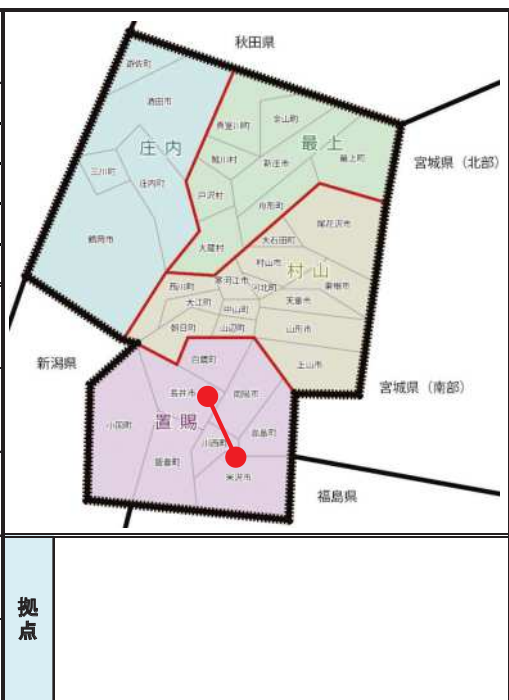 秋田県
遊佐町
酒田市
金山町
真室川町
最上
庄内
鮭川村
新庄市
最上町
宮城県（北部）
三川町
庄内町
戸沢村
舟形町
尾花沢市
鶴岡市
大蔵村
大石田町
村山市
村山
西川町
寒河江市
河北町
東根市
大江町
天童市
中山町
朝日町
山辺町
山形市
新潟県
白鷹町
上山市
宮城県（南部）
長井市
南陽市
小国町
置賜
高畠町
川西町
飯豊町
米沢市
福島県
拠点